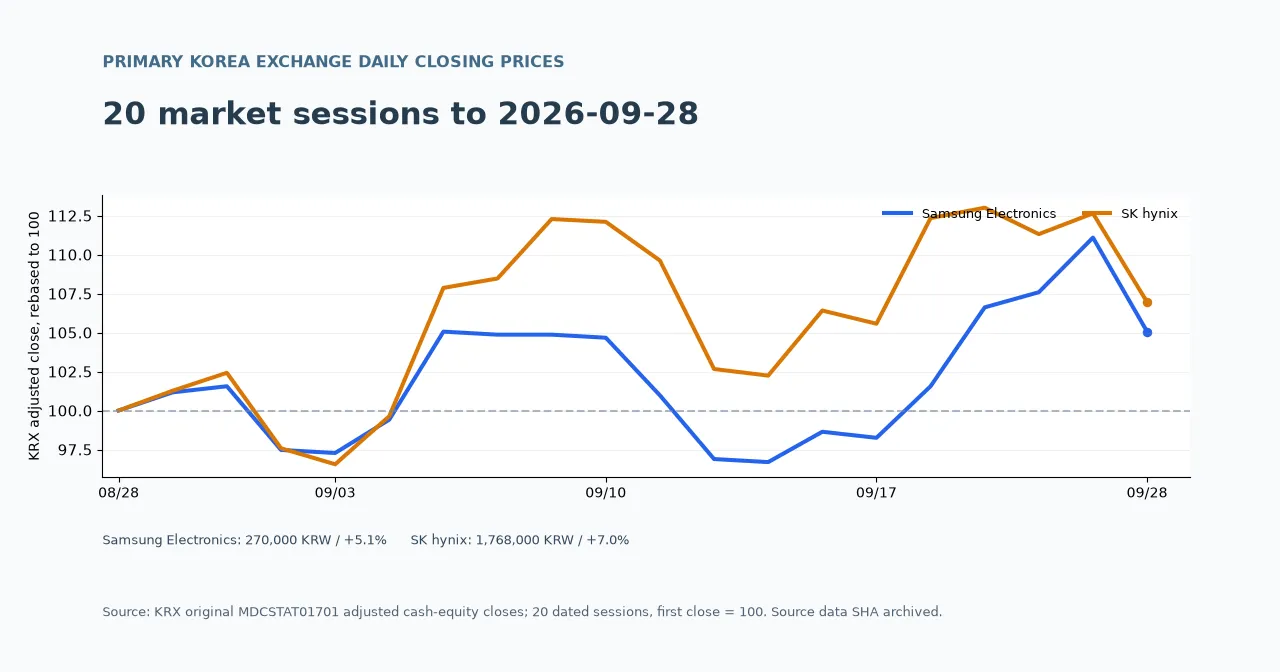 PRIMARY KOREA EXCHANGE DAILY CLOSING PRICES
20 market sessions to 2026-09-28
KRX adjusted close, rebased to 100
Samsung Electronics SK hynix
112.5
110.0
107.5
105.0
102.5
100.0
97.5
08/28 09/03 09/10 09/17 09/28
Samsung Electronics: 270,000 KRW / +5.1% SK hynix: 1,768,000 KRW / +7.0%
Source: KRX original MDCSTAT01701 adjusted cash-equity closes; 20 dated sessions, first close = 100. Source data SHA archived.